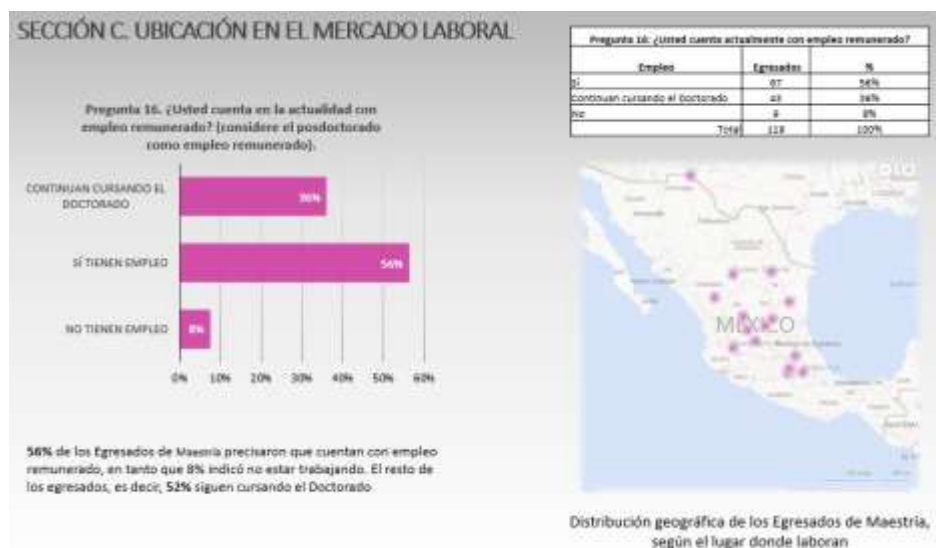 SECCIÓN C. UBICACIÓN EN EL MERCADO LABORAL
Pregunta 16. ¿Usted cuenta en la actualidad con
empleo remunerado? (considere el posdoctorado
como empleo remunerado).
CONTINUAN CURSANDO EL
DOCTORADO
36%
SÍ TIENEN EMPLEO
56%
NO TIENEN EMPLEO
8%
0% 10% 20% 30% 40% 50% 60%
56% de los Egresados de Maestría precisaron que cuentan con empleo
remunerado, en tanto que 8% indicó no estar trabajando. El resto de
los egresados, es decir, 52% siguen cursando el Doctorado
Pregunta 16: ¿Usted cuenta actualmente con empleo remunerado?
Empleo Egresados %
Sí 67 56%
Continuan cursando el Doctorado 43 36%
No 9 8%
Total 119 100%
MÉXICO
Distribución geográfica de los Egresados de Maestría,
según el lugar donde laboran